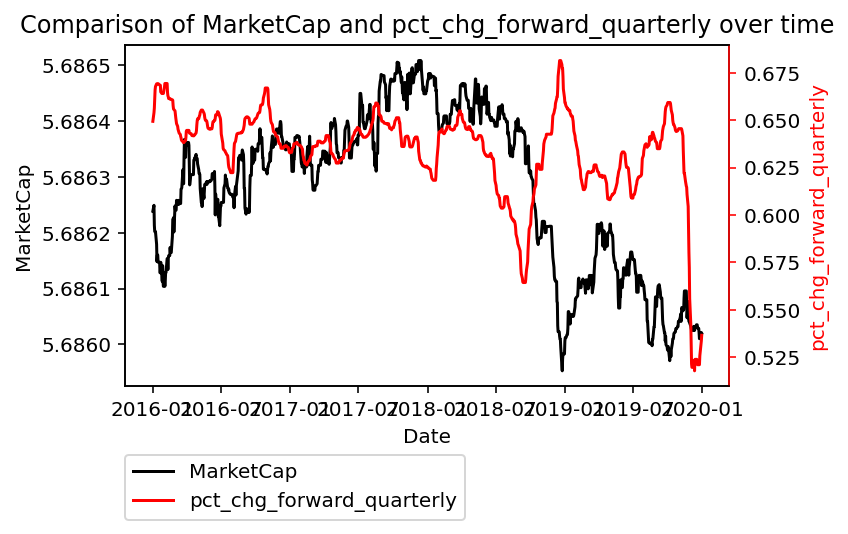 Comparison of MarketCap and pct_chg_forward_quarterly over time
5.6865
5.6864
5.6863
5.6862
5.6861
5.6860
MarketCap
0.675
0.650
0.625
0.600
0.575
0.550
0.525
pct_chg_forward_quarterly
2016-01 2016-07 2017-01 2017-07 2018-01 2018-07 2019-01 2019-07 2020-01
Date
MarketCap
pct_chg_forward_quarterly